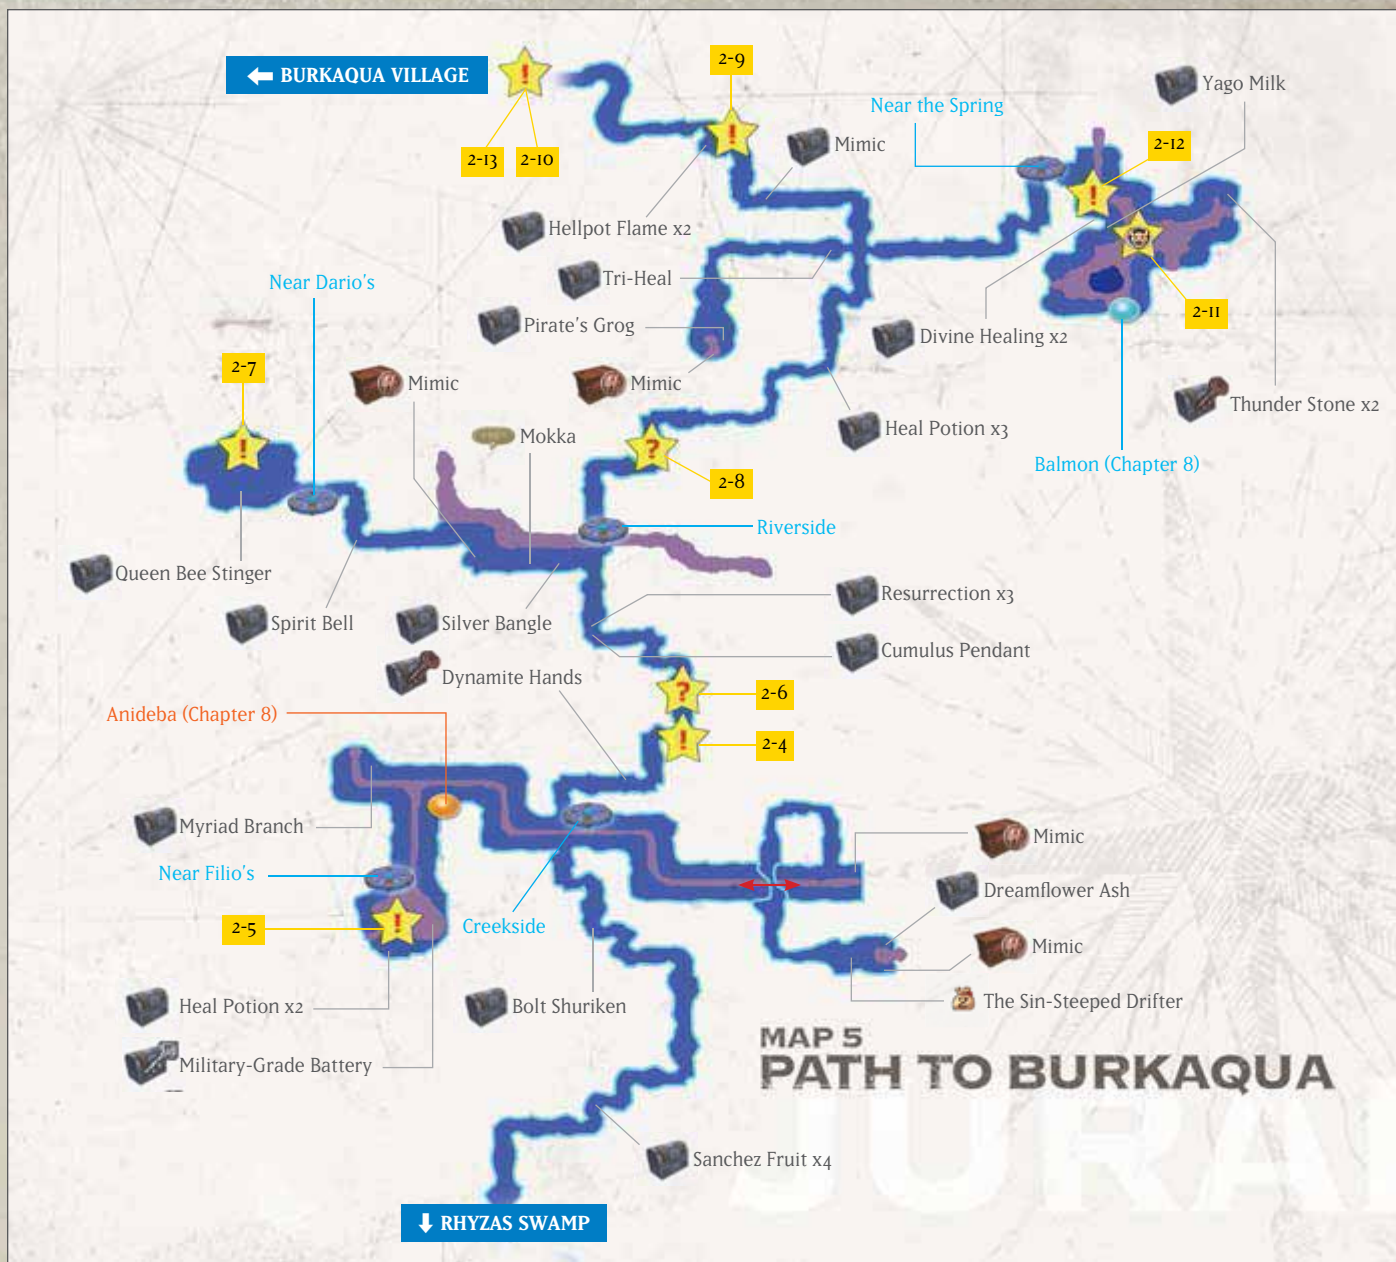 BURKAQUA VILLAGE
2-9
Yago Milk
Near the Spring
2-12
Mimic
2-13
2-10
Hellpot Flame x2
Tri-Heal
Near Dario's
Pirate's Grog
Divine Healing x2
2-11
2-7
Mimic
Mimic
Thunder Stone x2
Mokka
Heal Potion x3
Balmon (Chapter 8)
2-8
Riverside
Queen Bee Stinger
Resurrection x3
Spirit Bell
Silver Bangle
Cumulus Pendant
Dynamite Hands
2-6
Anideba (Chapter 8)
2-4
Myriad Branch
Mimic
Near Filio's
Dreamflower Ash
2-5
Creekside
Mimic
Heal Potion x2
Bolt Shuriken
The Sin-Steeped Drifter
Military-Grade Battery
MAP 5
PATH TO BURKAQUA
Sanchez Fruit x4
RHYZAS SWAMP